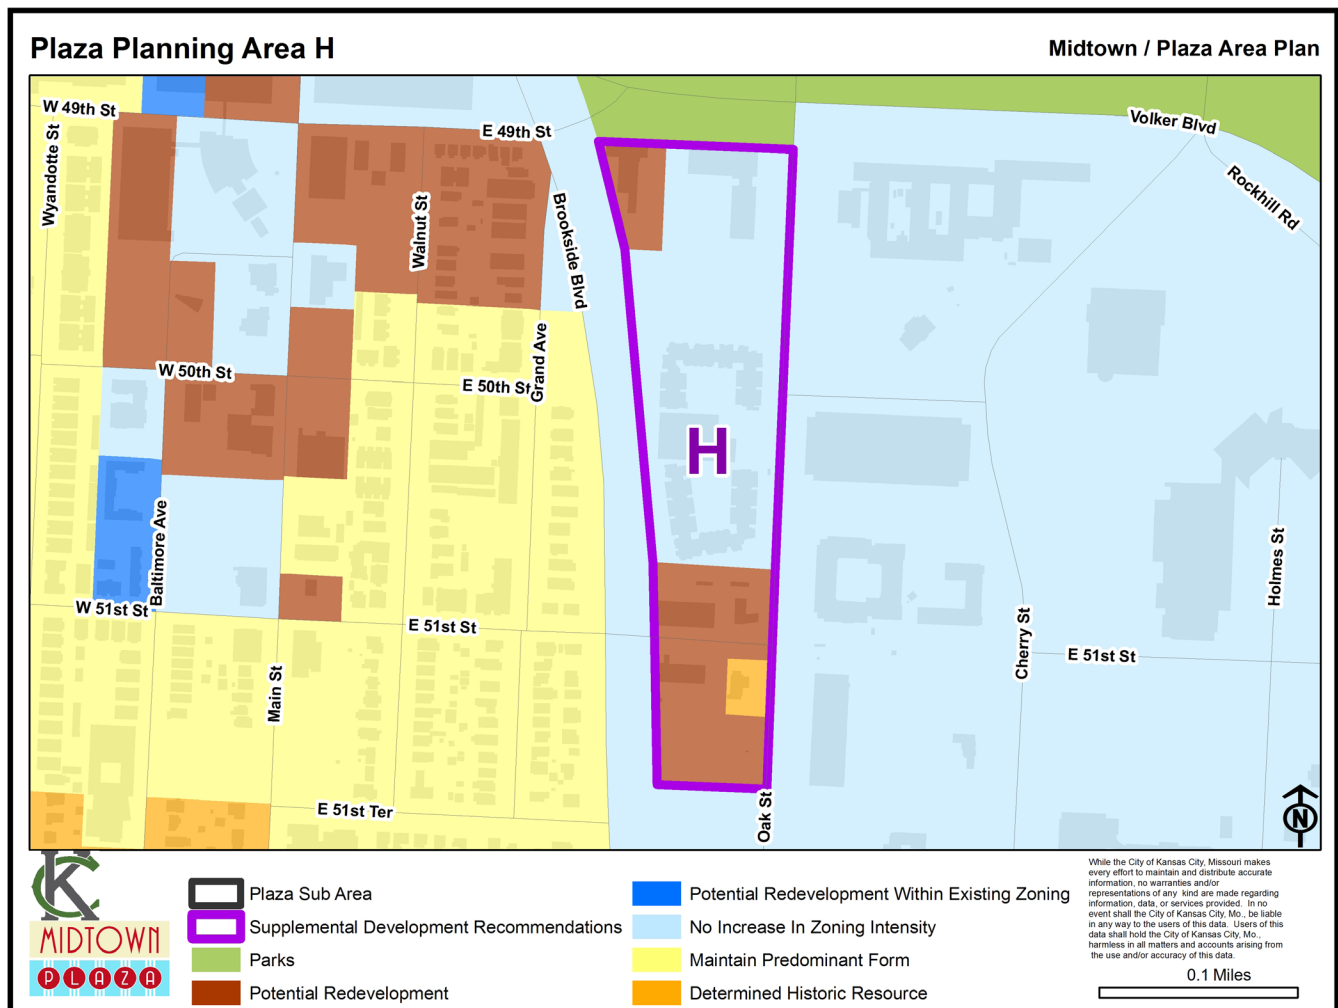 Plaza Planning Area H
Midtown / Plaza Area Plan
W 49th St
Wyandotte St
E 49th St
Walnut St
Brookside Blvd
Volker Blvd
Rockhill Rd
W 50th St
E 50th St
Grand Ave
H
Baltimore Ave
W 51st St
E 51st St
Main St
E 51st Ter
Oak St
Cherry St
E 51st St
Holmes St
N
KC
MIDTOWN
PLAZA
Plaza Sub Area
Supplemental Development Recommendations
Parks
Potential Redevelopment
Potential Redevelopment Within Existing Zoning
No Increase In Zoning Intensity
Maintain Predominant Form
Determined Historic Resource
While the City of Kansas City, Missouri makes
every effort to maintain and distribute accurate
information, no warranties and/or
representations of any kind are made regarding
information, data, or services provided. In no
event shall the City of Kansas City, Mo., be liable
in any way to the users of this data. Users of this
data shall hold the City of Kansas City, Mo.,
harmless in all matters and accounts arising from
the use and/or accuracy of this data.
0.1 Miles